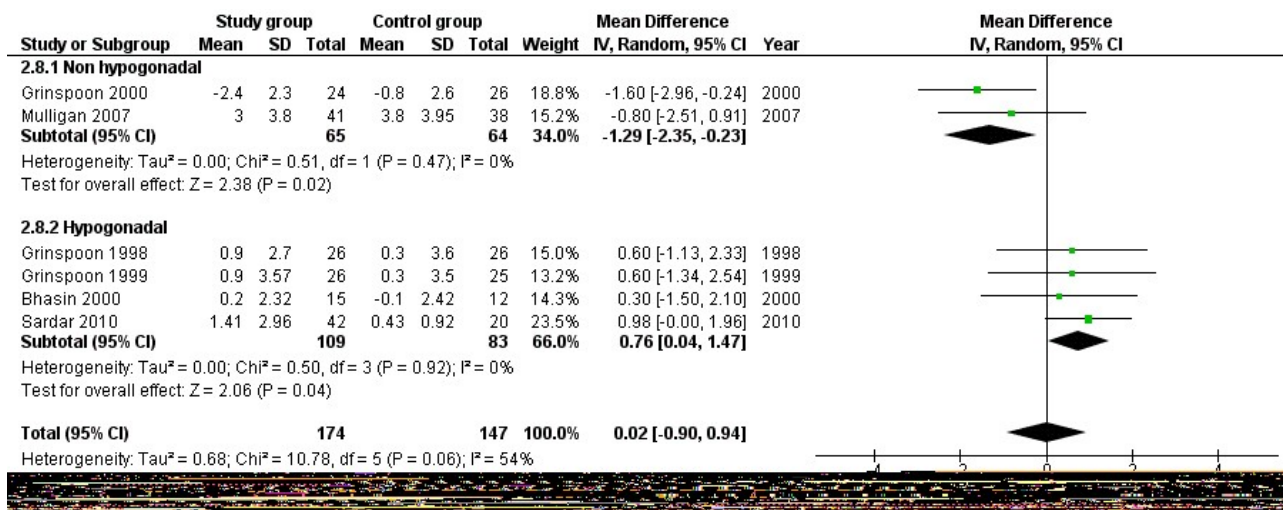 Study group Control group Mean Difference Mean Difference
Study or Subgroup Mean SD Total Mean SD Total Weight IV, Random, 95% CI Year IV, Random, 95% CI
2.8.1 Non hypogonadal
Grinspoon 2000 -2.4 2.3 24 -0.8 2.6 26 18.8% -1.60 [-2.96, -0.24] 2000
Mulligan 2007 3 3.8 41 3.8 3.95 38 15.2% -0.80 [-2.51, 0.91] 2007
Subtotal (95% CI) 65 64 34.0% -1.29 [-2.35, -0.23]
Heterogeneity: Tau² = 0.00; Chi² = 0.51, df = 1 (P = 0.47); I² = 0%
Test for overall effect: Z = 2.38 (P = 0.02)
2.8.2 Hypogonadal
Grinspoon 1998 0.9 2.7 26 0.3 3.6 26 15.0% 0.60 [-1.13, 2.33] 1998
Grinspoon 1999 0.9 3.57 26 0.3 3.5 25 13.2% 0.60 [-1.34, 2.54] 1999
Bhasin 2000 0.2 2.32 15 -0.1 2.42 12 14.3% 0.30 [-1.50, 2.10] 2000
Sardar 2010 1.41 2.96 42 0.43 0.92 20 23.5% 0.98 [-0.00, 1.96] 2010
Subtotal (95% CI) 109 83 66.0% 0.76 [0.04, 1.47]
Heterogeneity: Tau² = 0.00; Chi² = 0.50, df = 3 (P = 0.92); I² = 0%
Test for overall effect: Z = 2.06 (P = 0.04)
Total (95% CI) 174 147 100.0% 0.02 [-0.90, 0.94]
Heterogeneity: Tau² = 0.68; Chi² = 10.78, df = 5 (P = 0.06); I² = 54%
-4 -2 0 2 4